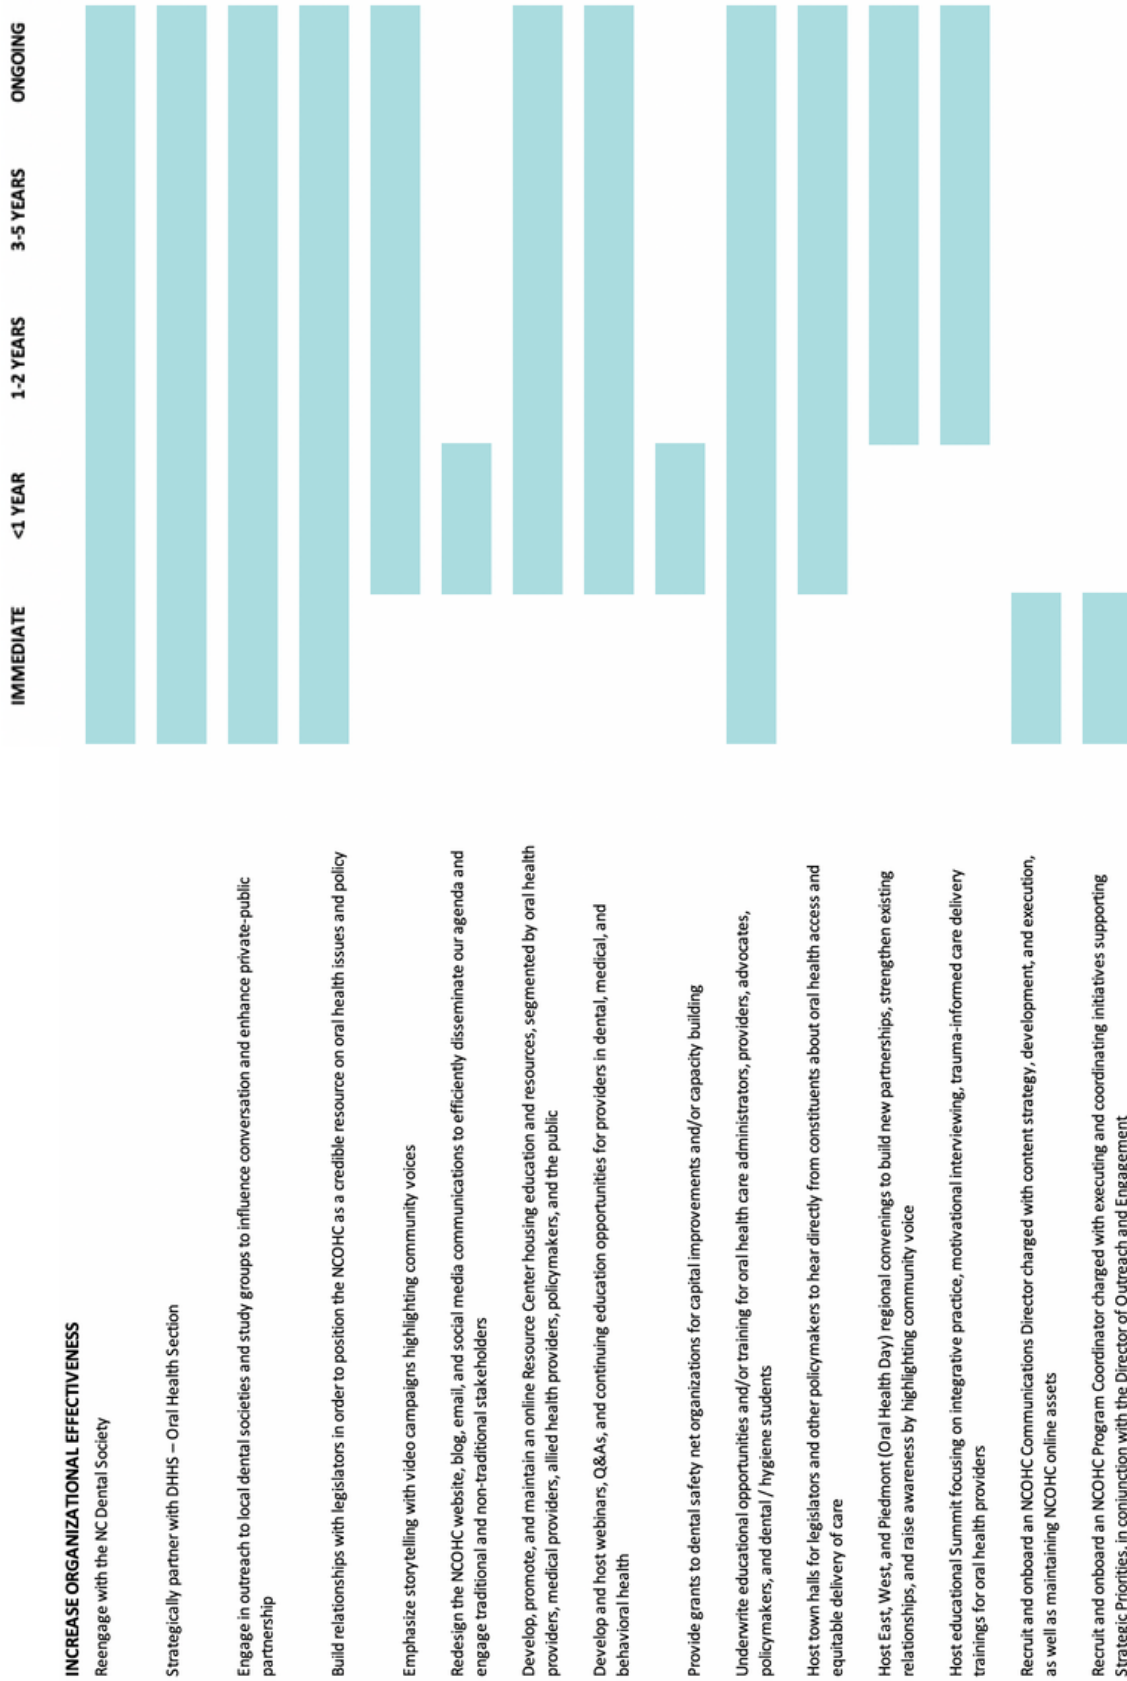 IMMEDIATE <1 YEAR 1-2 YEARS 3-5 YEARS ONGOING
INCREASE ORGANIZATIONAL EFFECTIVENESS
Reengage with the NC Dental Society
Strategically partner with DHHS – Oral Health Section
Engage in outreach to local dental societies and study groups to influence conversation and enhance private-public
partnership
Build relationships with legislators in order to position the NCOHC as a credible resource on oral health issues and policy
Emphasize storytelling with video campaigns highlighting community voices
Redesign the NCOHC website, blog, email, and social media communications to efficiently disseminate our agenda and
engage traditional and non-traditional stakeholders
Develop, promote, and maintain an online Resource Center housing education and resources, segmented by oral health
providers, medical providers, allied health providers, policymakers, and the public
Develop and host webinars, Q&As, and continuing education opportunities for providers in dental, medical, and
behavioral health
Provide grants to dental safety net organizations for capital improvements and/or capacity building
Underwrite educational opportunities and/or training for oral health care administrators, providers, advocates,
policymakers, and dental / hygiene students
Host town halls for legislators and other policymakers to hear directly from constituents about oral health access and
equitable delivery of care
Host East, West, and Piedmont (Oral Health Day) regional convenings to build new partnerships, strengthen existing
relationships, and raise awareness by highlighting community voice
Host educational Summit focusing on integrative practice, motivational interviewing, trauma-informed care delivery
trainings for oral health providers
Recruit and onboard an NCOHC Communications Director charged with content strategy, development, and execution,
as well as maintaining NCOHC online assets
Recruit and onboard an NCOHC Program Coordinator charged with executing and coordinating initiatives supporting
Strategic Priorities, in conjunction with the Director of Outreach and Engagement